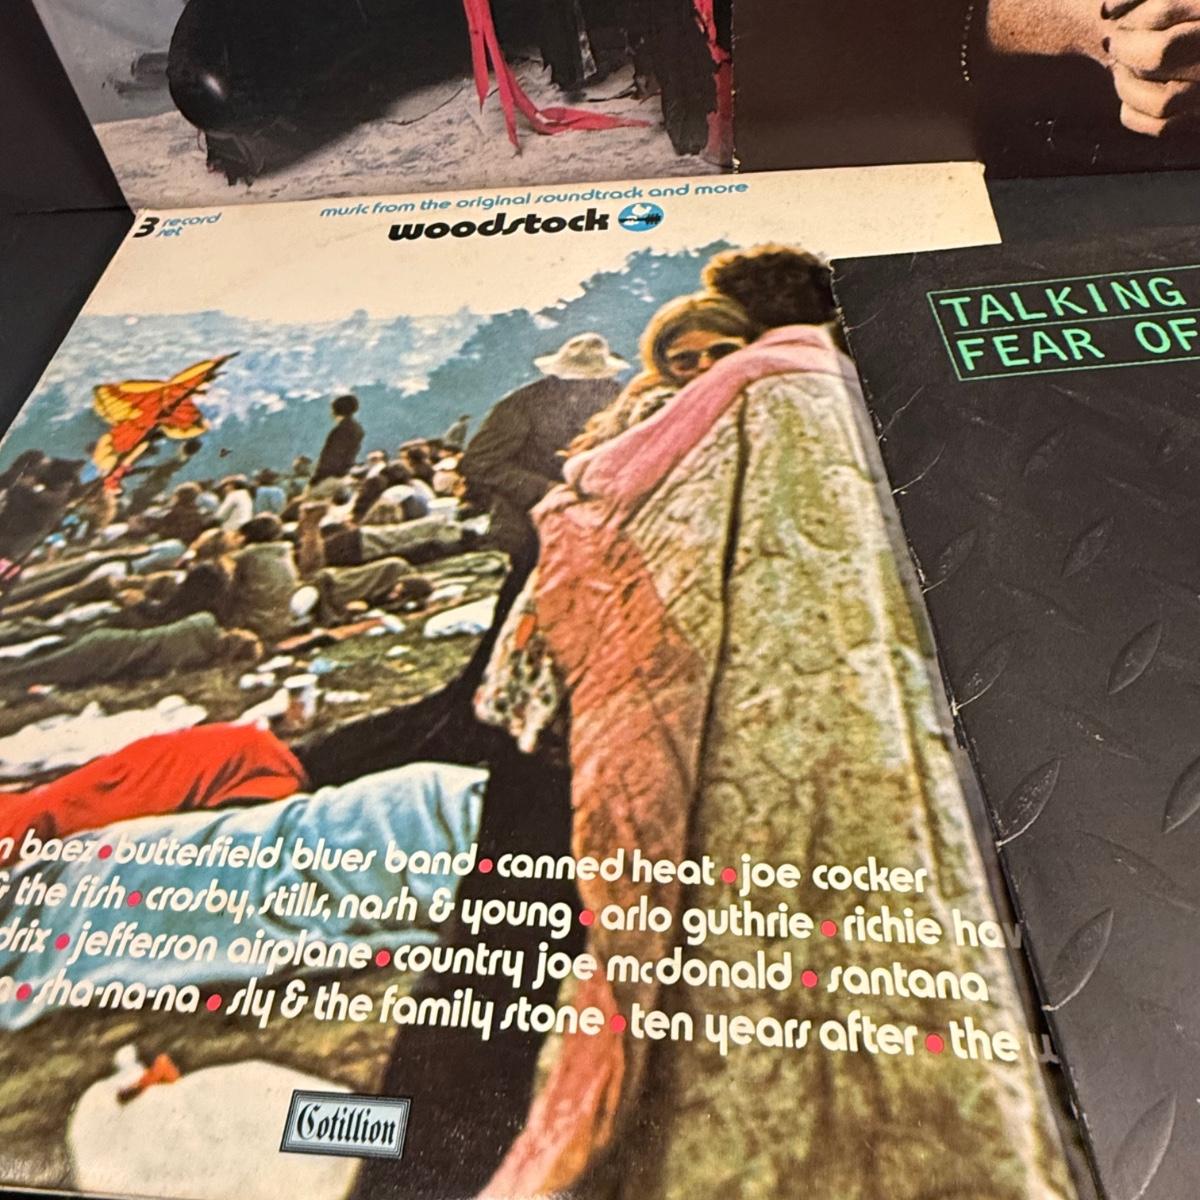 3 record
set
music from the original soundtrack and more
woodstock
TALKING
FEAR OF
baez • butterfield blues band • canned heat • joe cocker
& the fish • crosby, stills, nash & young • arlo guthrie • richie
jefferson airplane • country joe mcdonald • santana
sha-na-na • sly & the family stone • ten years after • the
Cotillion